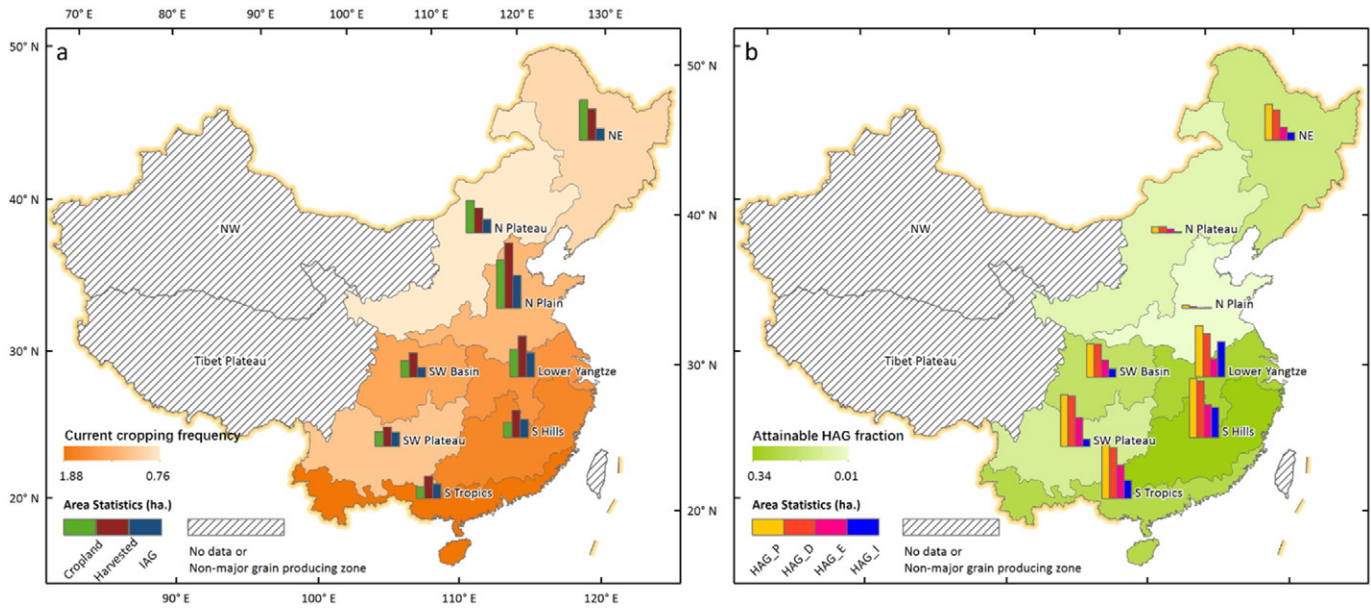 70° E 80° E 90° E 100° E 110° E 120° E 130° E
a
50° N
40° N
30° N
20° N
50° N
40° N
30° N
20° N
NE
N Plateau
NW
N Plain
Tibet Plateau
SW Basin
Lower Yangtze
SW Plateau
S Hills
S Tropics
Current cropping frequency
1.88 0.76
Area Statistics (ha.)
Cropland Harvested IAG
No data or
Non-major grain producing zone
90° E 100° E 110° E 120° E
b
NE
N Plateau
NW
N Plain
Tibet Plateau
SW Basin
Lower Yangtze
SW Plateau
S Hills
S Tropics
Attainable HAG fraction
0.34 0.01
Area Statistics (ha.)
HAG_P HAG_D HAG_E HAG_I
No data or
Non-major grain producing zone
50° N
40° N
30° N
20° N